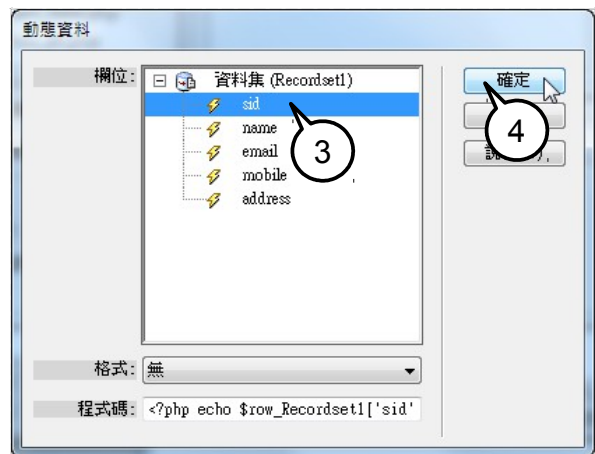 動態資料
欄位:
資料集 (Recordset1)
sid
name
email
mobile
address
確定
3
4
格式:
無
程式碼:
<?php echo $row_Recordset1['sid'